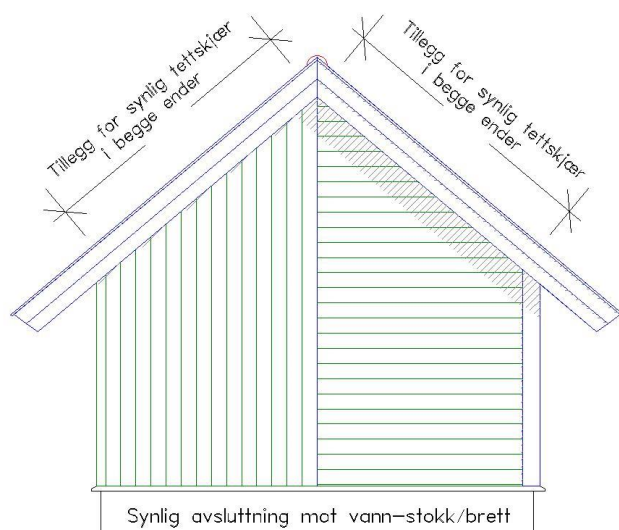 Tillegg for synlig tettskjær
i begge ender
Tillegg for synlig tettskjær
i begge ender
Synlig avsluttning mot vann-stokk/brett